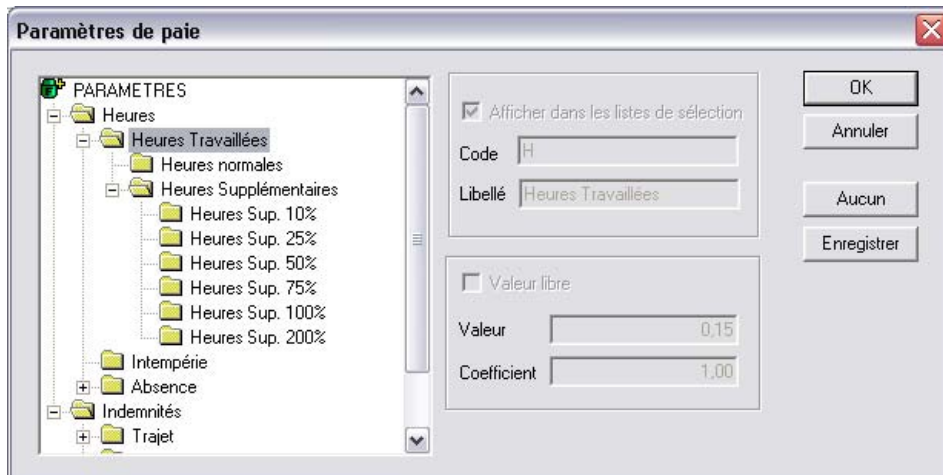 Paramètres de paie
PARAMETRES
Heures
Heures Travaillées
Heures normales
Heures Supplémentaires
Heures Sup. 10%
Heures Sup. 25%
Heures Sup. 50%
Heures Sup. 75%
Heures Sup. 100%
Heures Sup. 200%
Intempérie
Absence
Indemnités
Trajet
Afficher dans les listes de sélection
Code H
Libellé Heures Travaillées
Valeur libre
Valeur 0,15
Coefficient 1,00
OK
Annuler
Aucun
Enregistrer